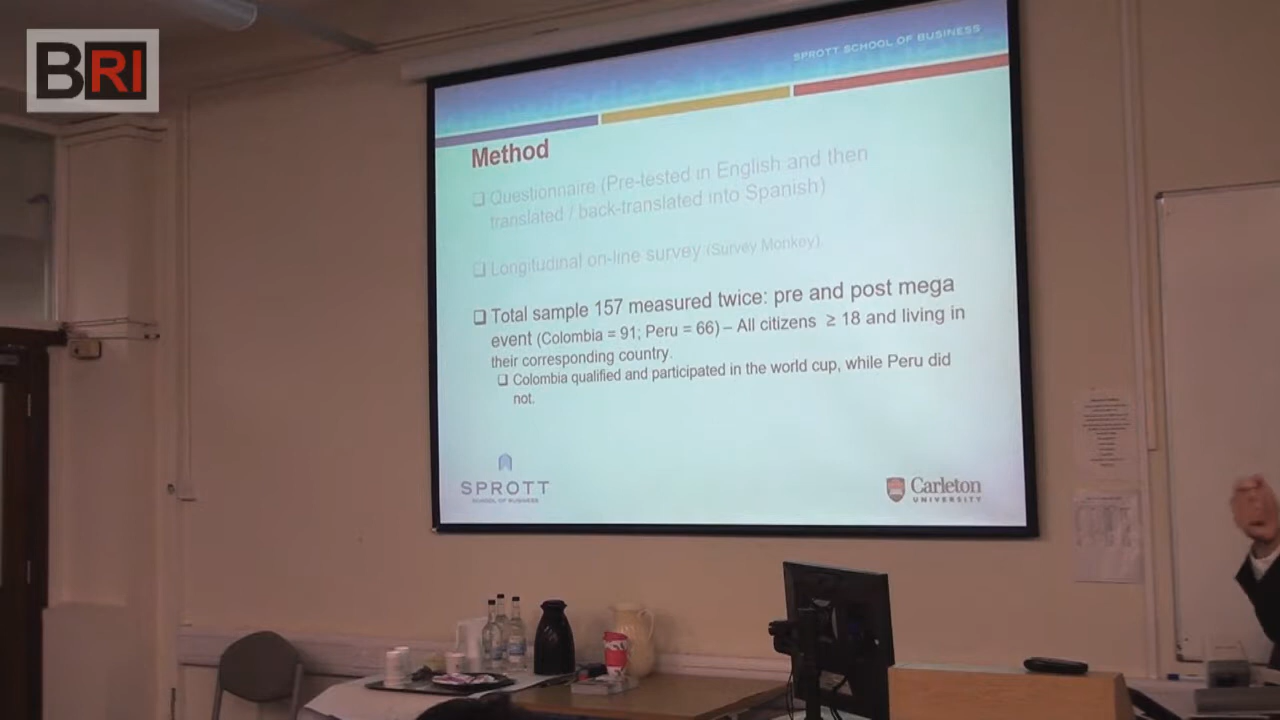 BRI
SPROTT SCHOOL OF BUSINESS
Method
❑ Questionnaire (Pre-tested in English and then
translated / back-translated into Spanish)
❑ Longitudinal on-line survey (Survey Monkey)
❑ Total sample 157 measured twice: pre and post mega
event (Colombia = 91; Peru = 66) – All citizens ≥ 18 and living in
their corresponding country.
❑ Colombia qualified and participated in the world cup, while Peru did
not.
SPROTT
SCHOOL OF BUSINESS
Carleton
UNIVERSITY